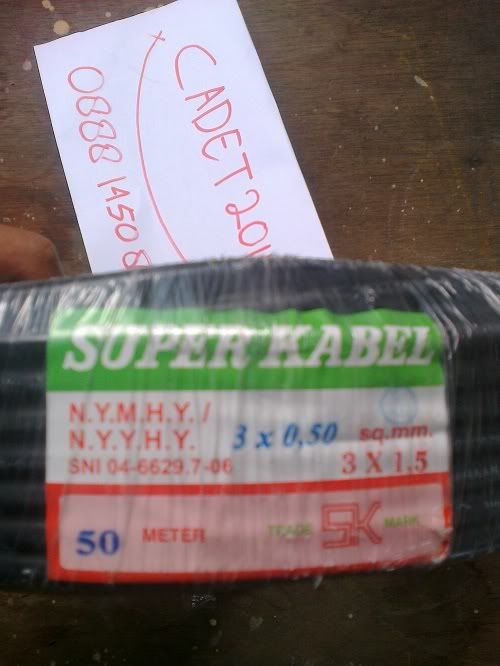 CADET 201
0888 14508
SUPER KABEL
N.Y.M.H.Y. /
N.Y.Y.H.Y. 3 x 0,50 sq.mm.
SNI 04-6629.7-06 3 X 1,5
50 METER TRADE SK MARK